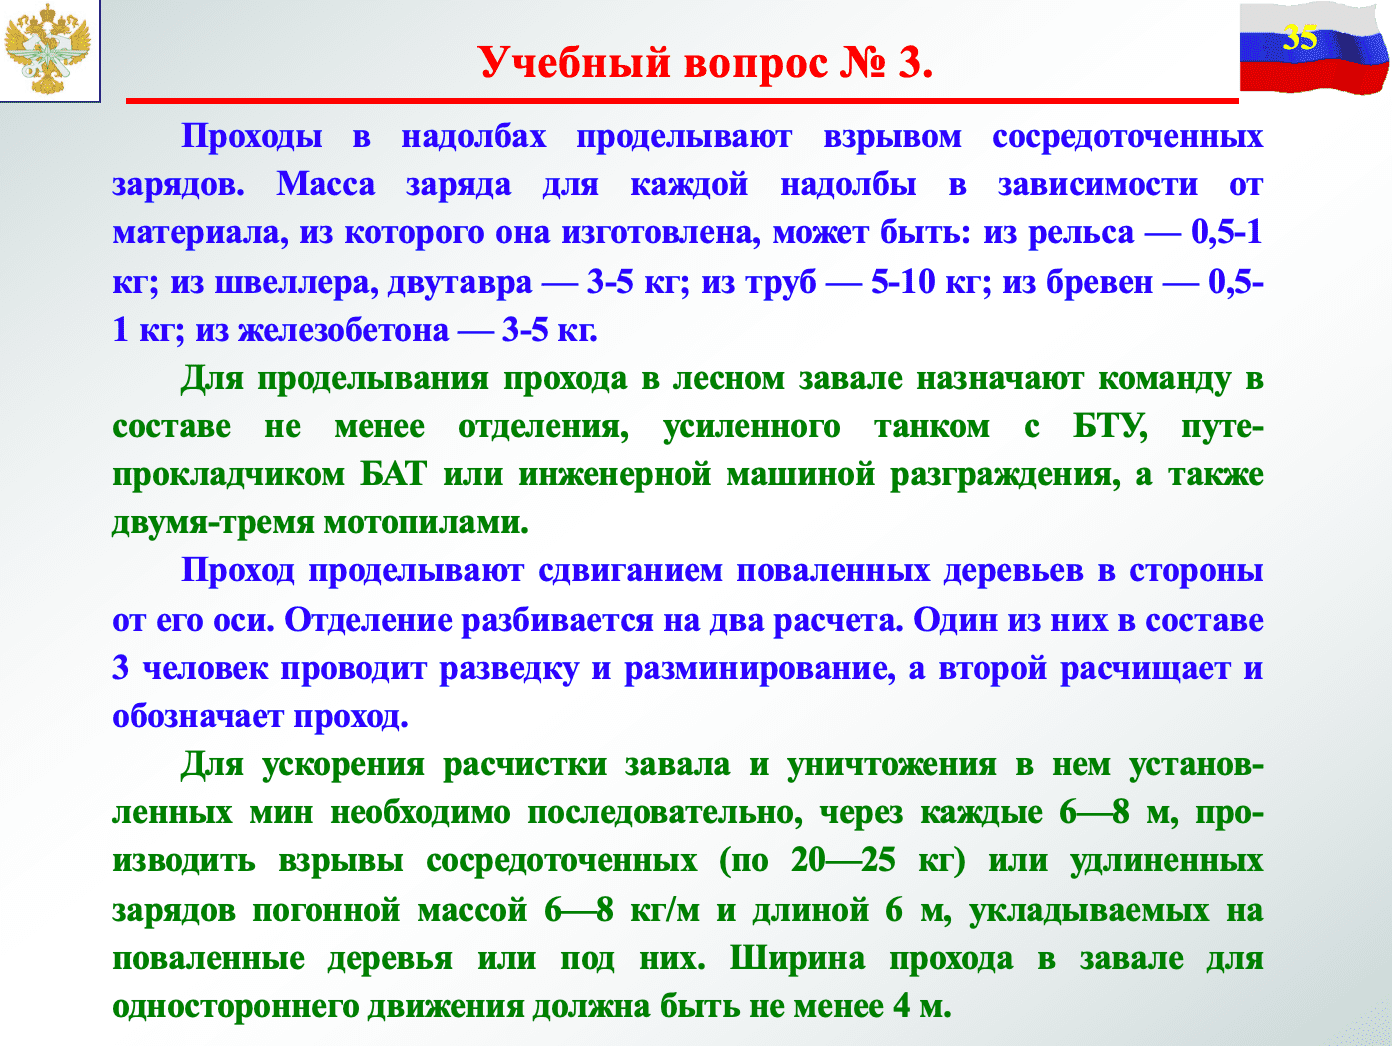 35
Учебный вопрос № 3.
Проходы в надолбах проделывают взрывом сосредоточенных
зарядов. Масса заряда для каждой надолбы в зависимости от
материала, из которого она изготовлена, может быть: из рельса — 0,5-1
кг; из швеллера, двутавра — 3-5 кг; из труб — 5-10 кг; из бревен — 0,5-
1 кг; из железобетона — 3-5 кг.
Для проделывания прохода в лесном завале назначают команду в
составе не менее отделения, усиленного танком с БТУ, путе-
прокладчиком БАТ или инженерной машиной разграждения, а также
двумя-тремя мотопилами.
Проход проделывают сдвиганием поваленных деревьев в стороны
от его оси. Отделение разбивается на два расчета. Один из них в составе
3 человек проводит разведку и разминирование, а второй расчищает и
обозначает проход.
Для ускорения расчистки завала и уничтожения в нем установ-
ленных мин необходимо последовательно, через каждые 6—8 м, про-
изводить взрывы сосредоточенных (по 20—25 кг) или удлиненных
зарядов погонной массой 6—8 кг/м и длиной 6 м, укладываемых на
поваленные деревья или под них. Ширина прохода в завале для
одностороннего движения должна быть не менее 4 м.